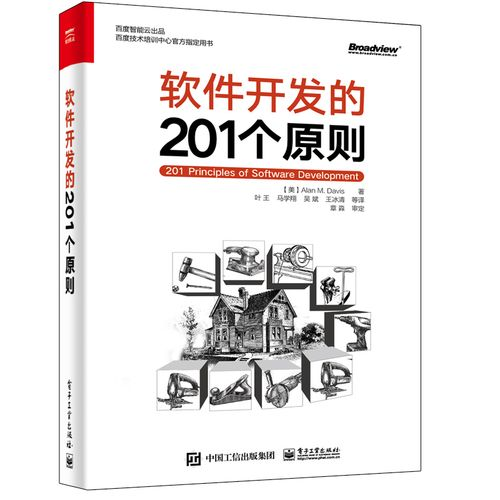 软件开发的201个原则
电子工业出版社
百度智能云出品
百度技术培训中心官方指定用书
Broadview®
www.broadview.com.cn
软件开发的
201个原则
201 Principles of Software Development
【美】Alan M. Davis 著
叶王 马学翔 吴斌 王冰清 等译
章淼 审定
中国工信出版集团
电子工业出版社